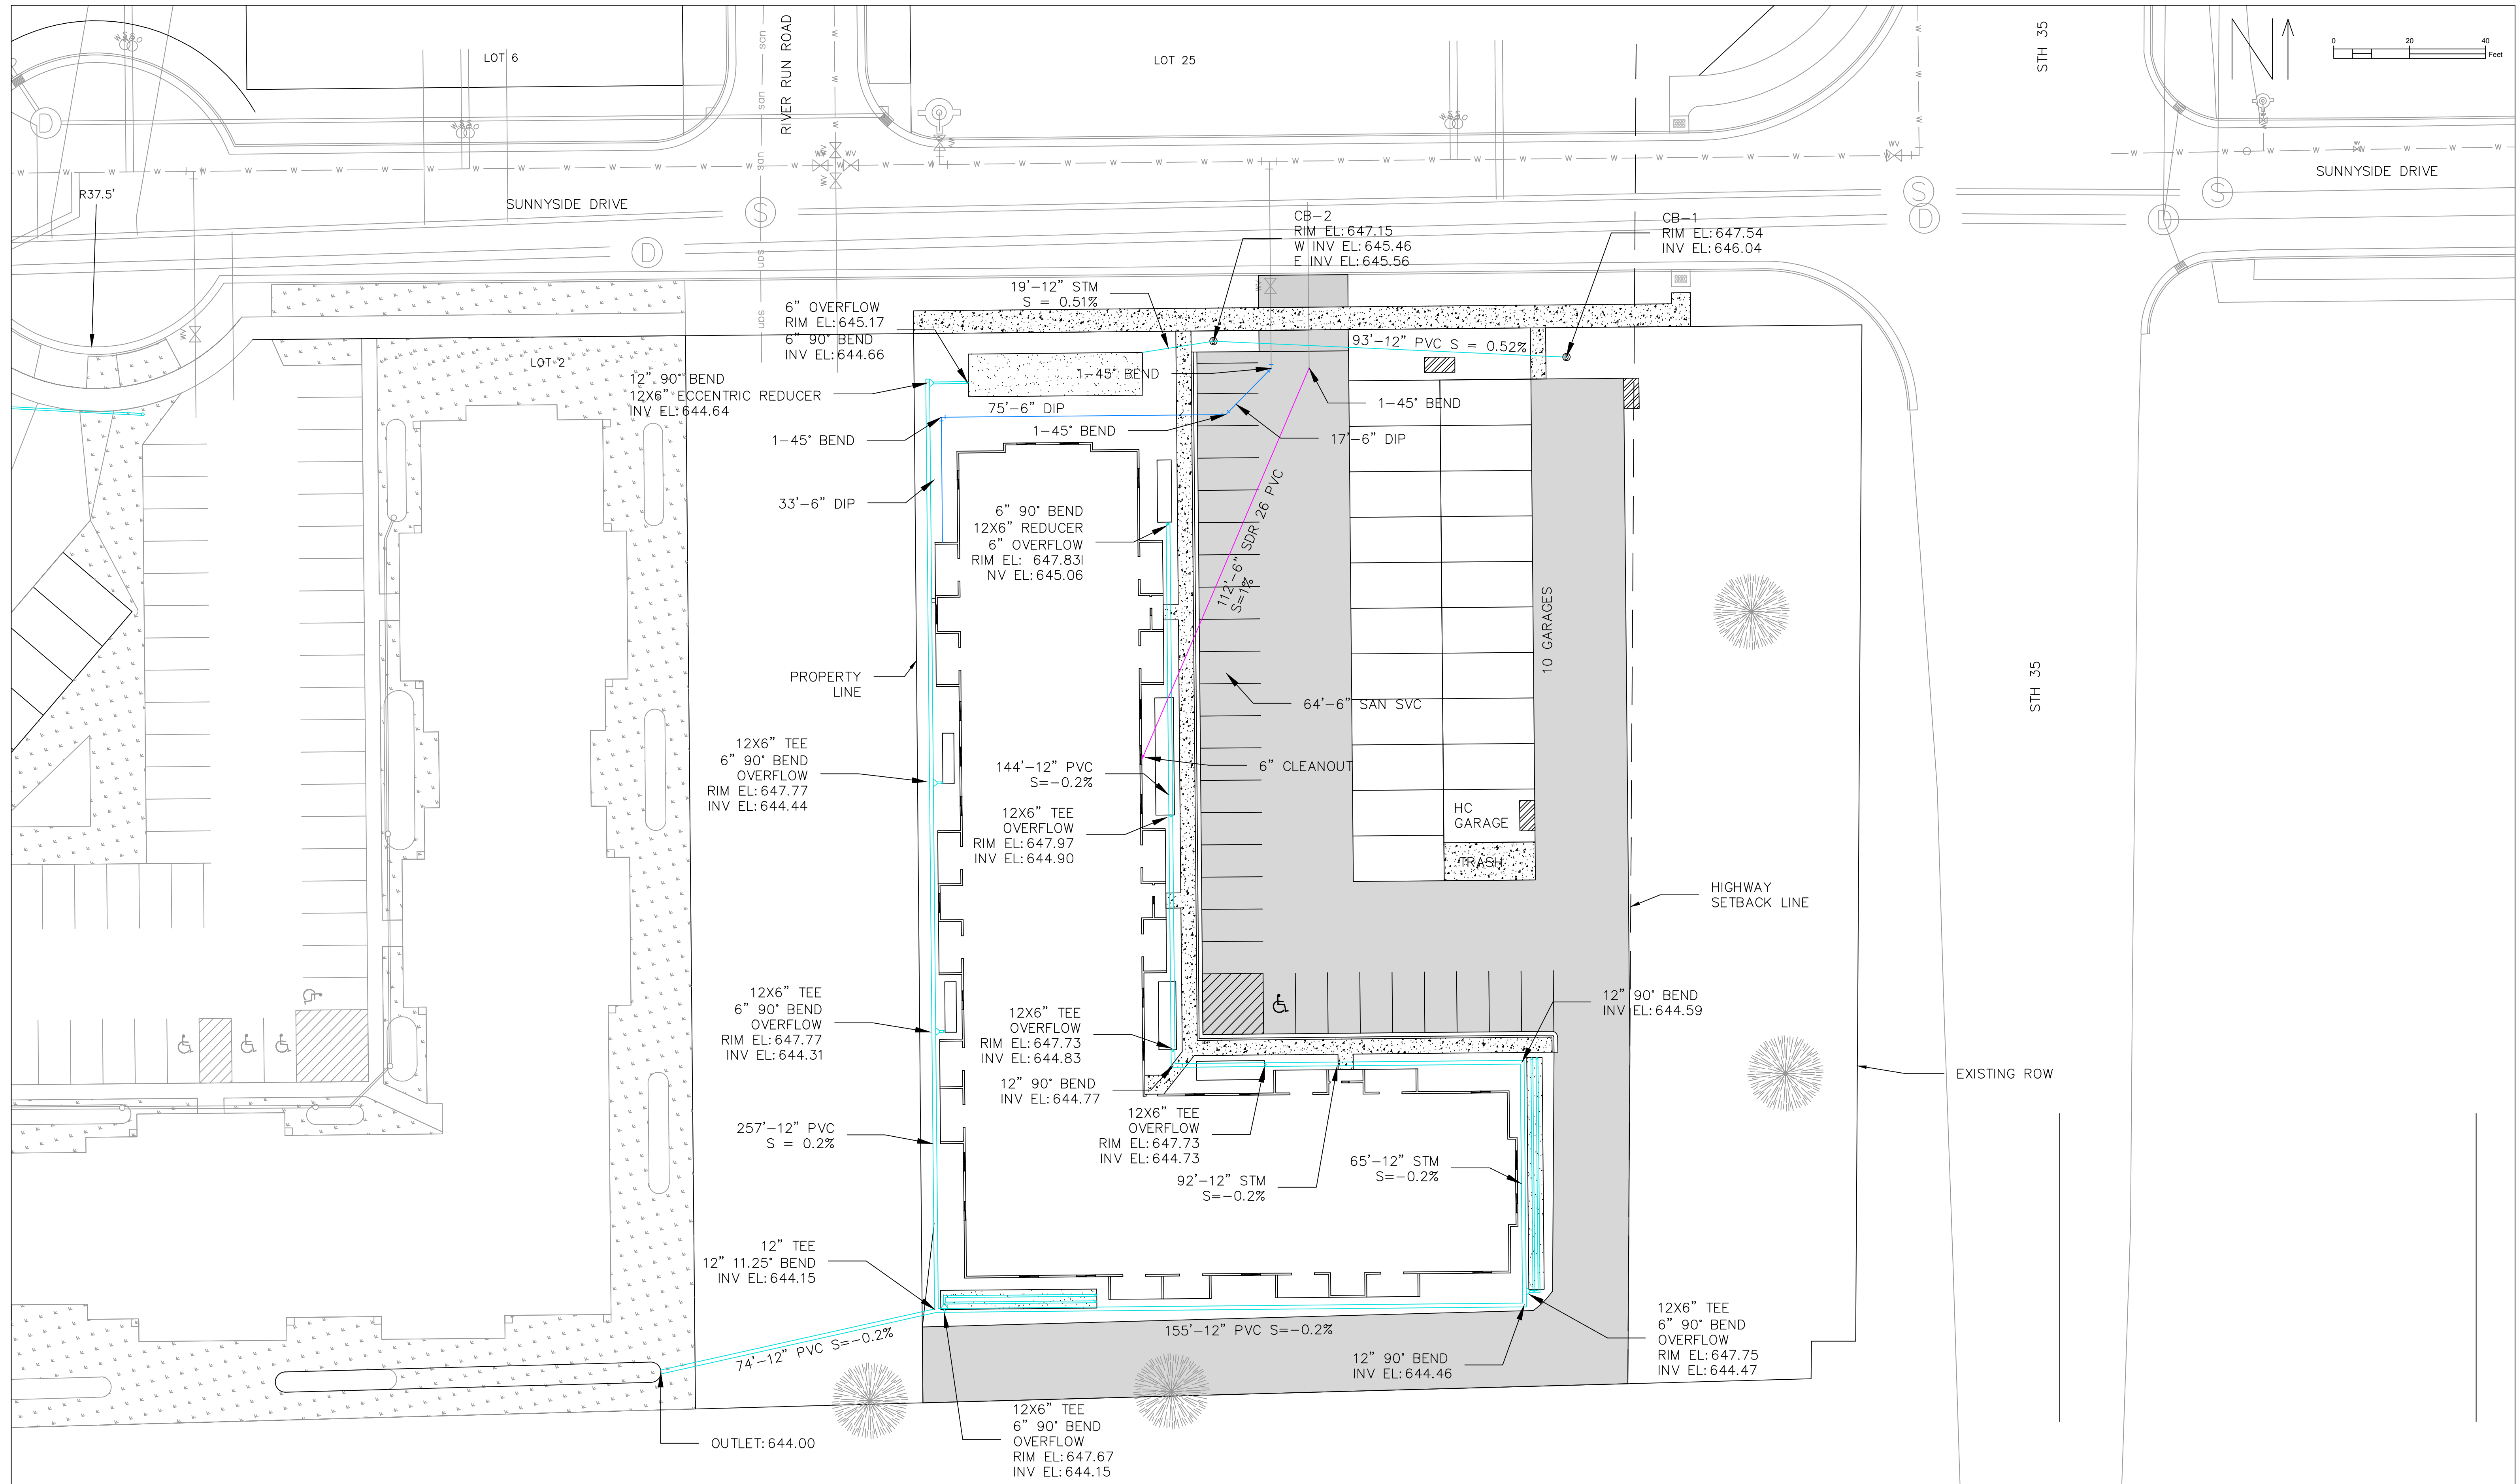 LOT 6
RIVER RUN ROAD
LOT 25
STH 35
N
0 20 40
Feet
R37.5'
SUNNYSIDE DRIVE
SUNNYSIDE DRIVE
CB-2
RIM EL:647.15
W INV EL:645.46
E INV EL:645.56
CB-1
RIM EL:647.54
INV EL:646.04
19'-12" STM
S = 0.51%
6" OVERFLOW
RIM EL:645.17
6" 90° BEND
INV EL:644.66
93'-12" PVC S = 0.52%
LOT 2
12" 90° BEND
12X6" ECCENTRIC REDUCER
INV EL:644.64
1-45° BEND
1-45° BEND
75'-6" DIP
1-45° BEND
1-45° BEND
17'-6" DIP
33'-6" DIP
6" 90° BEND
12X6" REDUCER
6" OVERFLOW
RIM EL: 647.83I
NV EL:645.06
112'-6" SDR 26 PVC
S=1%
10 GARAGES
PROPERTY
LINE
64'-6" SAN SVC
STH 35
12X6" TEE
6" 90° BEND
OVERFLOW
RIM EL:647.77
INV EL:644.44
144'-12" PVC
S=-0.2%
6" CLEANOUT
12X6" TEE
OVERFLOW
RIM EL:647.97
INV EL:644.90
HC
GARAGE
TRASH
HIGHWAY
SETBACK LINE
12X6" TEE
6" 90° BEND
OVERFLOW
RIM EL:647.77
INV EL:644.31
12X6" TEE
OVERFLOW
RIM EL:647.73
INV EL:644.83
12" 90° BEND
INV EL:644.59
12" 90° BEND
INV EL:644.77
EXISTING ROW
12X6" TEE
OVERFLOW
RIM EL:647.73
INV EL:644.73
257'-12" PVC
S = 0.2%
65'-12" STM
S=-0.2%
92'-12" STM
S=-0.2%
12" TEE
12" 11.25° BEND
INV EL:644.15
74'-12" PVC S=-0.2%
155'-12" PVC S=-0.2%
12X6" TEE
6" 90° BEND
OVERFLOW
RIM EL:647.75
INV EL:644.47
12" 90° BEND
INV EL:644.46
OUTLET:644.00
12X6" TEE
6" 90° BEND
OVERFLOW
RIM EL:647.67
INV EL:644.15